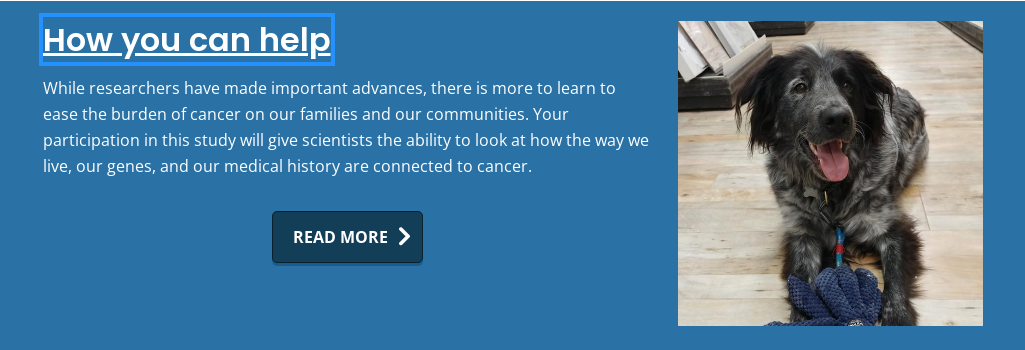 How you can help
While researchers have made important advances, there is more to learn to
ease the burden of cancer on our families and our communities. Your
participation in this study will give scientists the ability to look at how the way we
live, our genes, and our medical history are connected to cancer.
READ MORE